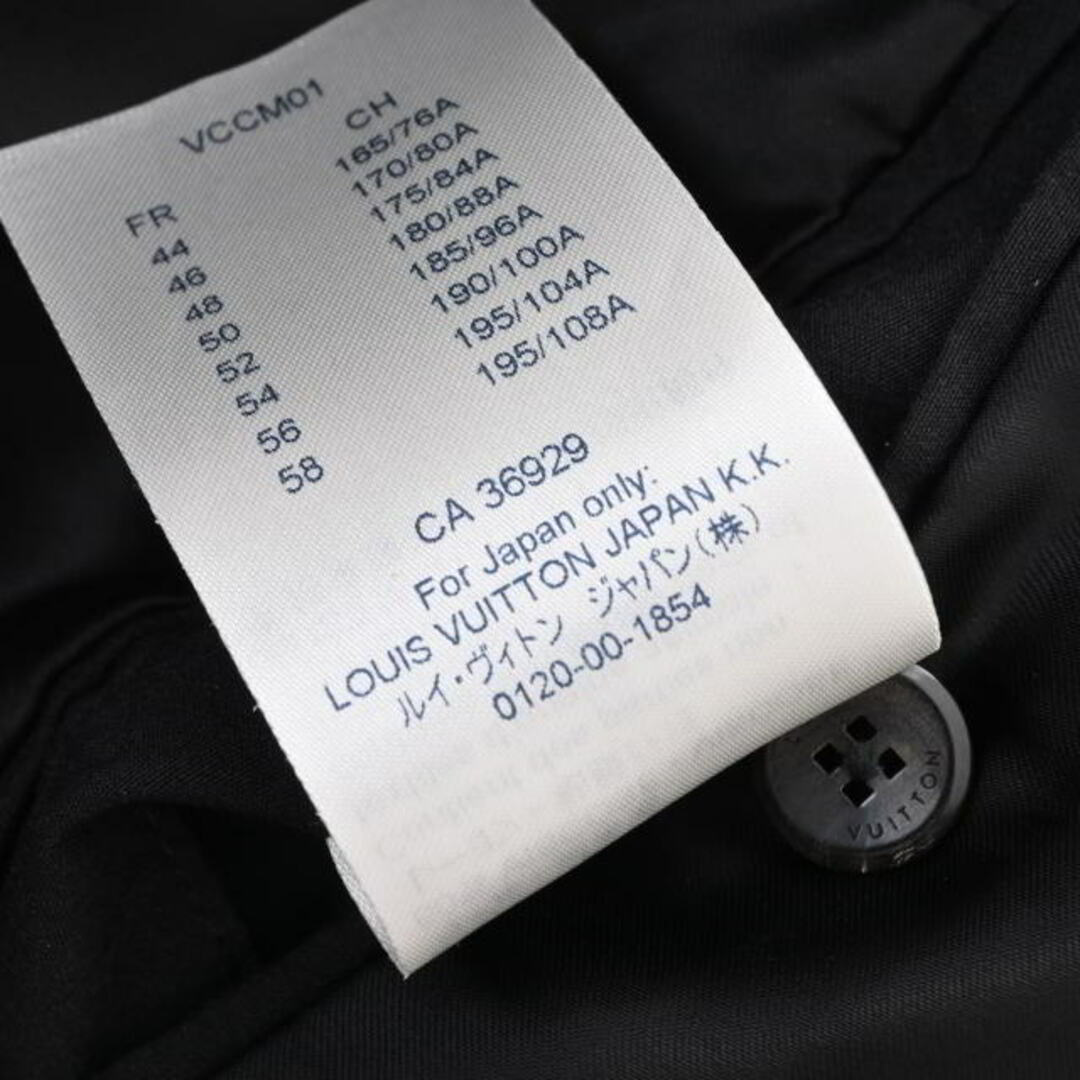 VCCM01
FR CH
44 165/76A
46 170/80A
48 175/84A
50 180/88A
52 185/96A
54 190/100A
56 195/104A
58 195/108A
CA 36929
For Japan only:
LOUIS VUITTON JAPAN K.K.
ルイ・ヴィトン ジャパン(株)
0120-00-1854
VUITTON